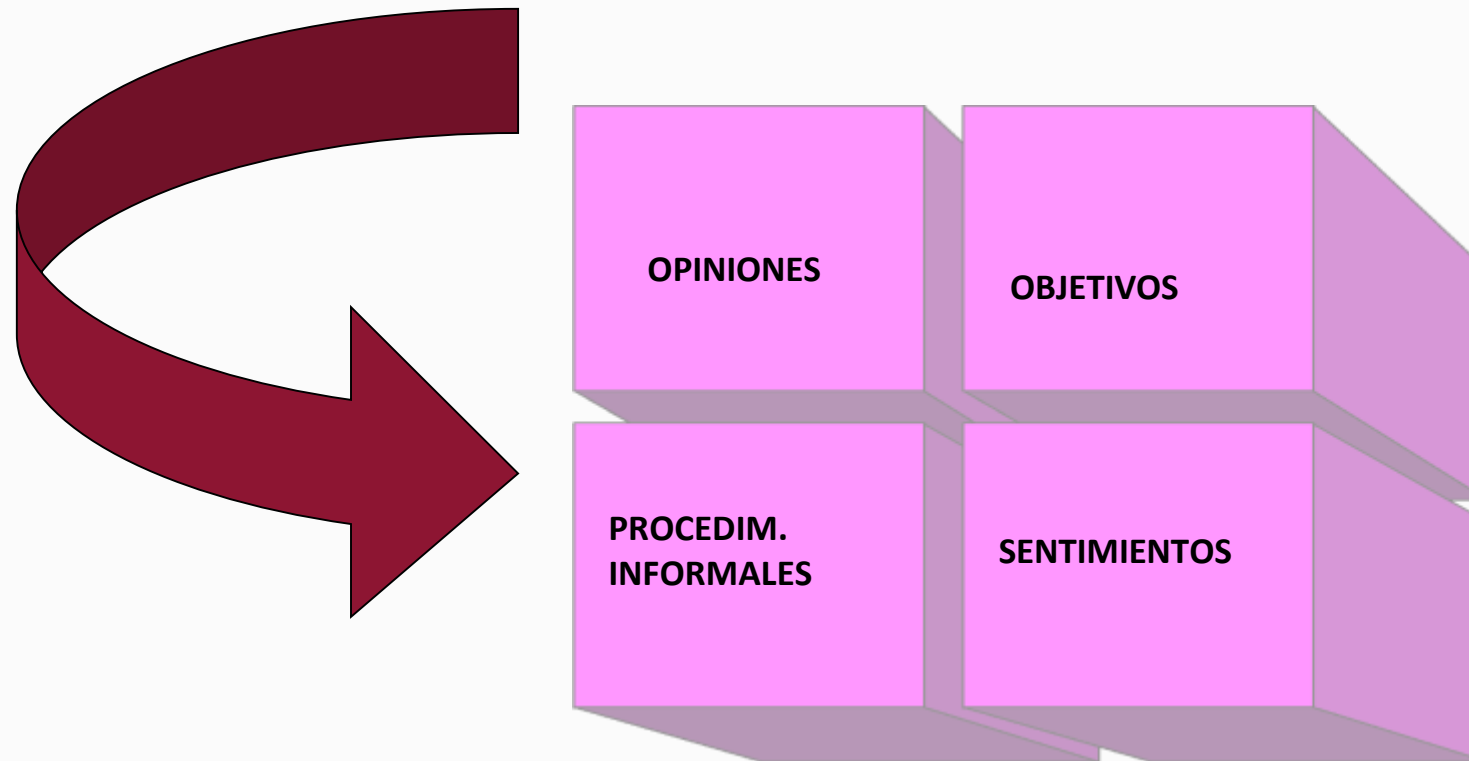 OPINIONES
OBJETIVOS
PROCEDIM.
INFORMALES
SENTIMIENTOS